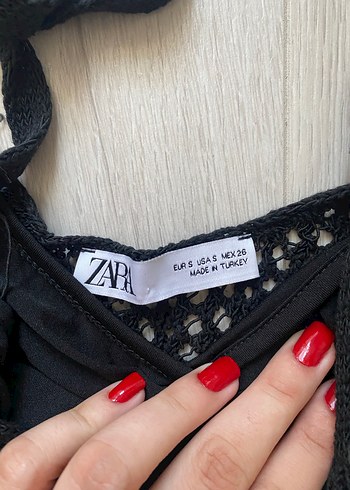 ZARA
EUR S USA S MEX 26
MADE IN TURKEY